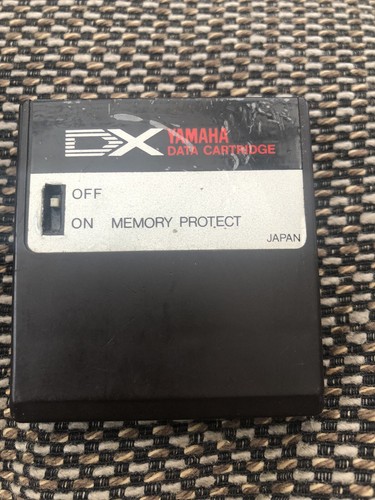 DX YAMAHA
DATA CARTRIDGE
OFF
ON MEMORY PROTECT
JAPAN